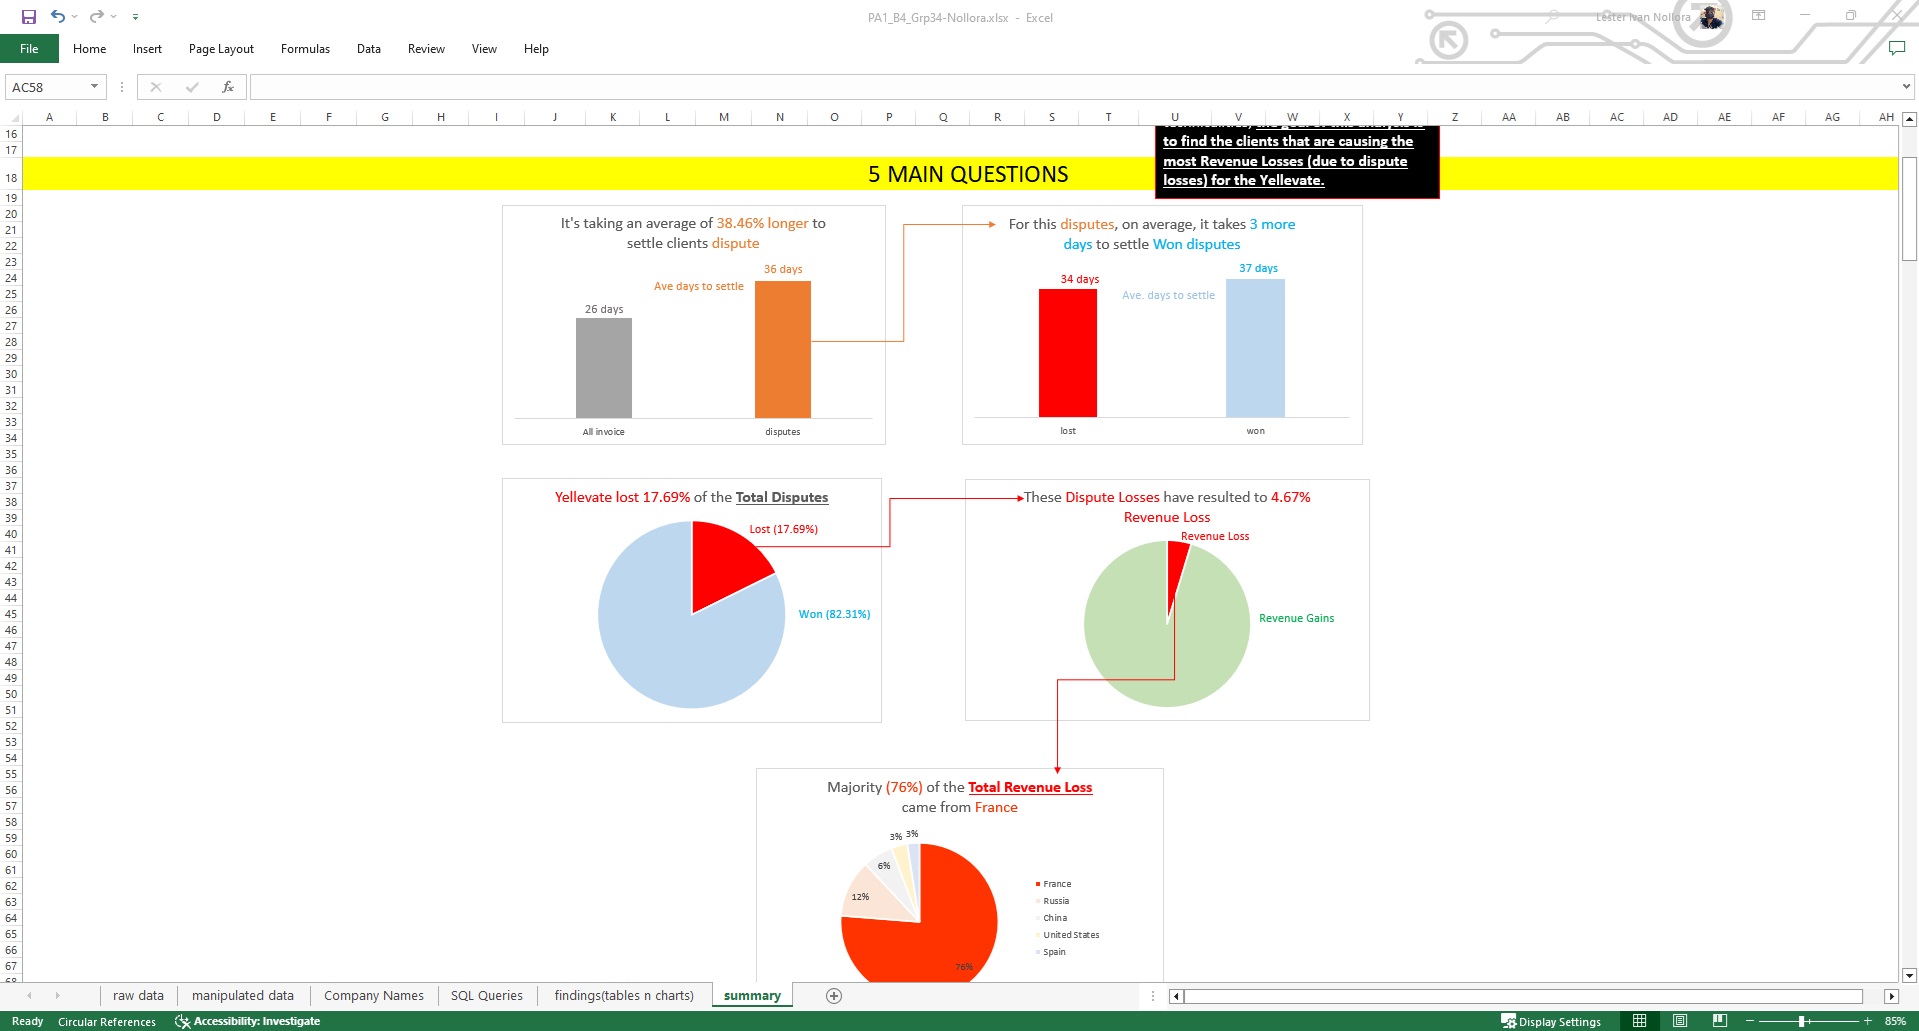 PA1_B4_Grp34-Nollora.xlsx - Excel
Lester Ivan Nollora
File Home Insert Page Layout Formulas Data Review View Help
AC58
fx
A B C D E F G H I J K L M N O P Q R S T U V W X Y Z AA AB AC AD AE AF AG AH
16
to find the clients that are causing the
most Revenue Losses (due to dispute
losses) for the Yellevate.
17
18
5 MAIN QUESTIONS
19
20
21
22
23
24
25
26
27
28
29
30
31
32
33
34
35
36
37
38
39
40
41
42
43
44
45
46
47
48
49
50
51
52
53
54
55
56
57
58
59
60
61
62
63
64
65
66
67
68
It's taking an average of 38.46% longer to
settle clients dispute
36 days
Ave days to settle
26 days
All invoice disputes
For this disputes, on average, it takes 3 more
days to settle Won disputes
37 days
34 days
Ave. days to settle
lost won
Yellevate lost 17.69% of the Total Disputes
Lost (17.69%)
Won (82.31%)
These Dispute Losses have resulted to 4.67%
Revenue Loss
Revenue Loss
Revenue Gains
Majority (76%) of the Total Revenue Loss
came from France
3% 3%
6%
12%
76%
France
Russia
China
United States
Spain
raw data manipulated data Company Names SQL Queries findings(tables n charts) summary
Ready Circular References Accessibility: Investigate Display Settings 85%